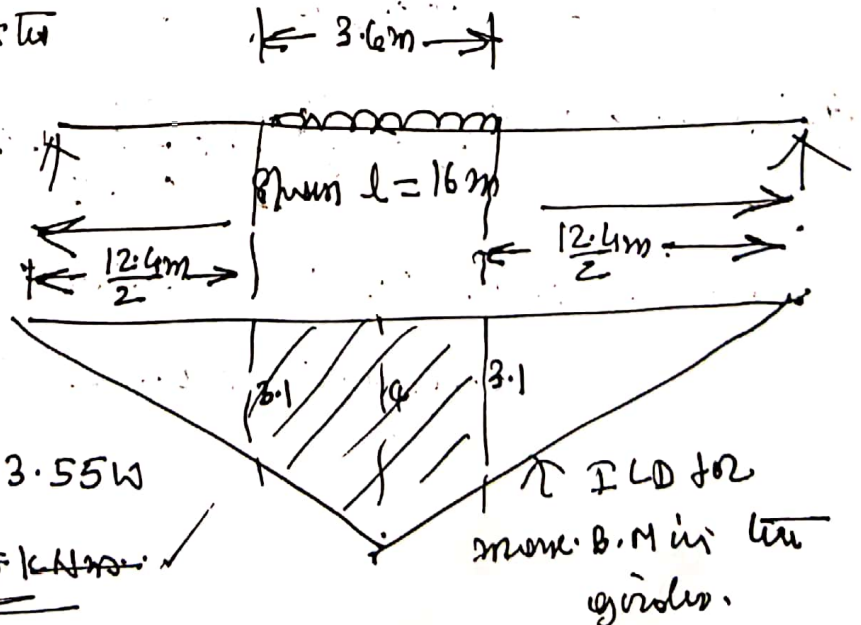 3.6m
Span l = 16m
12.4m/2
12.4m/2
3.1
4
3.1
3.55W
ILD for
max. B.M in
girder.